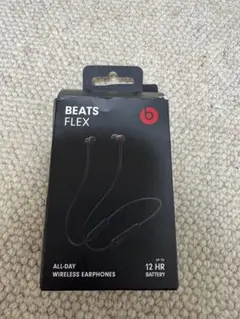 BEATS
FLEX
b
ALL-DAY
WIRELESS EARPHONES
UP TO
12 HR
BATTERY